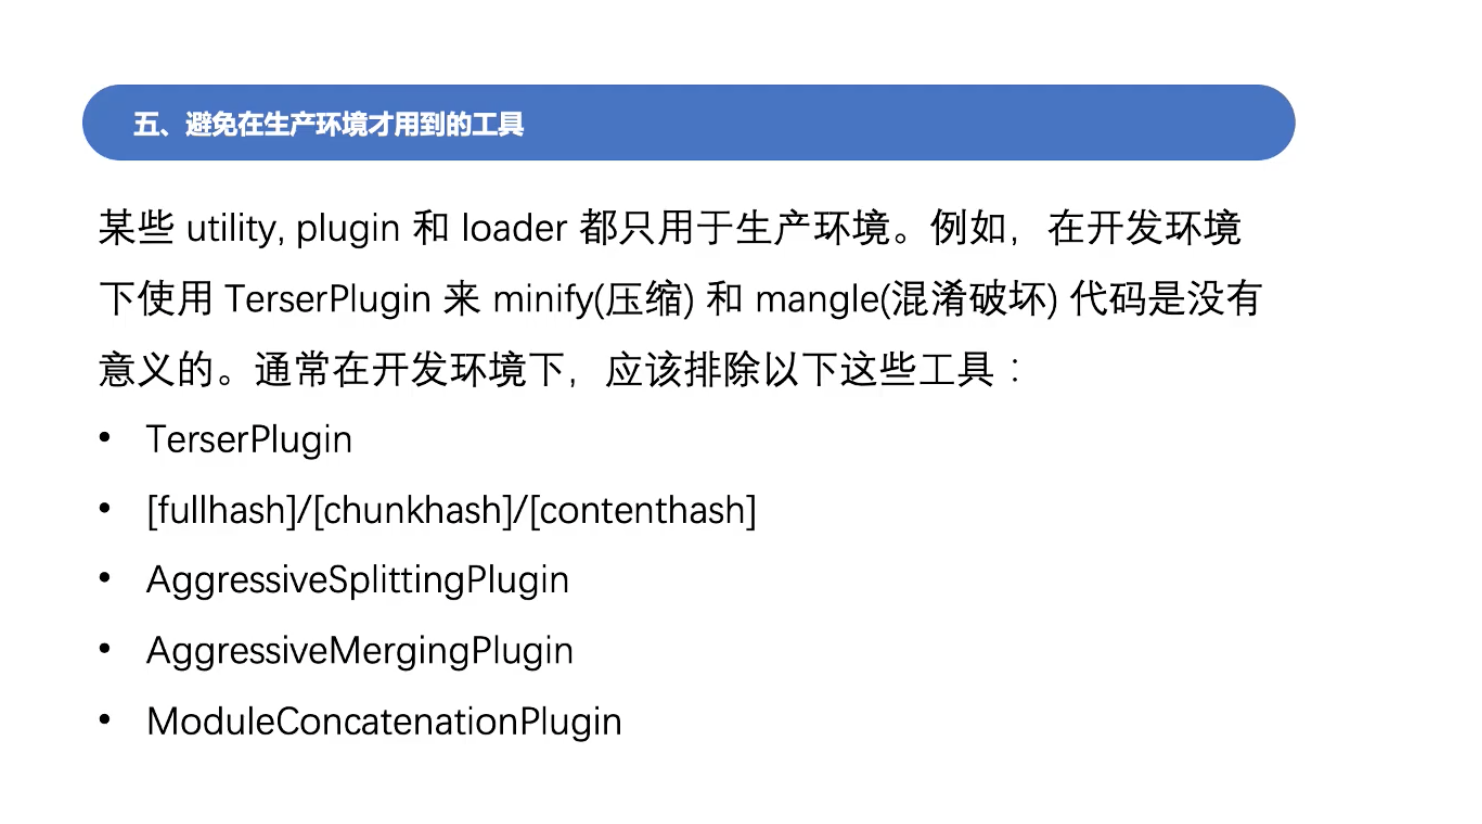 五、避免在生产环境才用到的工具
某些 utility, plugin 和 loader 都只用于生产环境。例如，在开发环境
下使用 TerserPlugin 来 minify(压缩) 和 mangle(混淆破坏) 代码是没有
意义的。通常在开发环境下，应该排除以下这些工具：
• TerserPlugin
• [fullhash]/[chunkhash]/[contenthash]
• AggressiveSplittingPlugin
• AggressiveMergingPlugin
• ModuleConcatenationPlugin